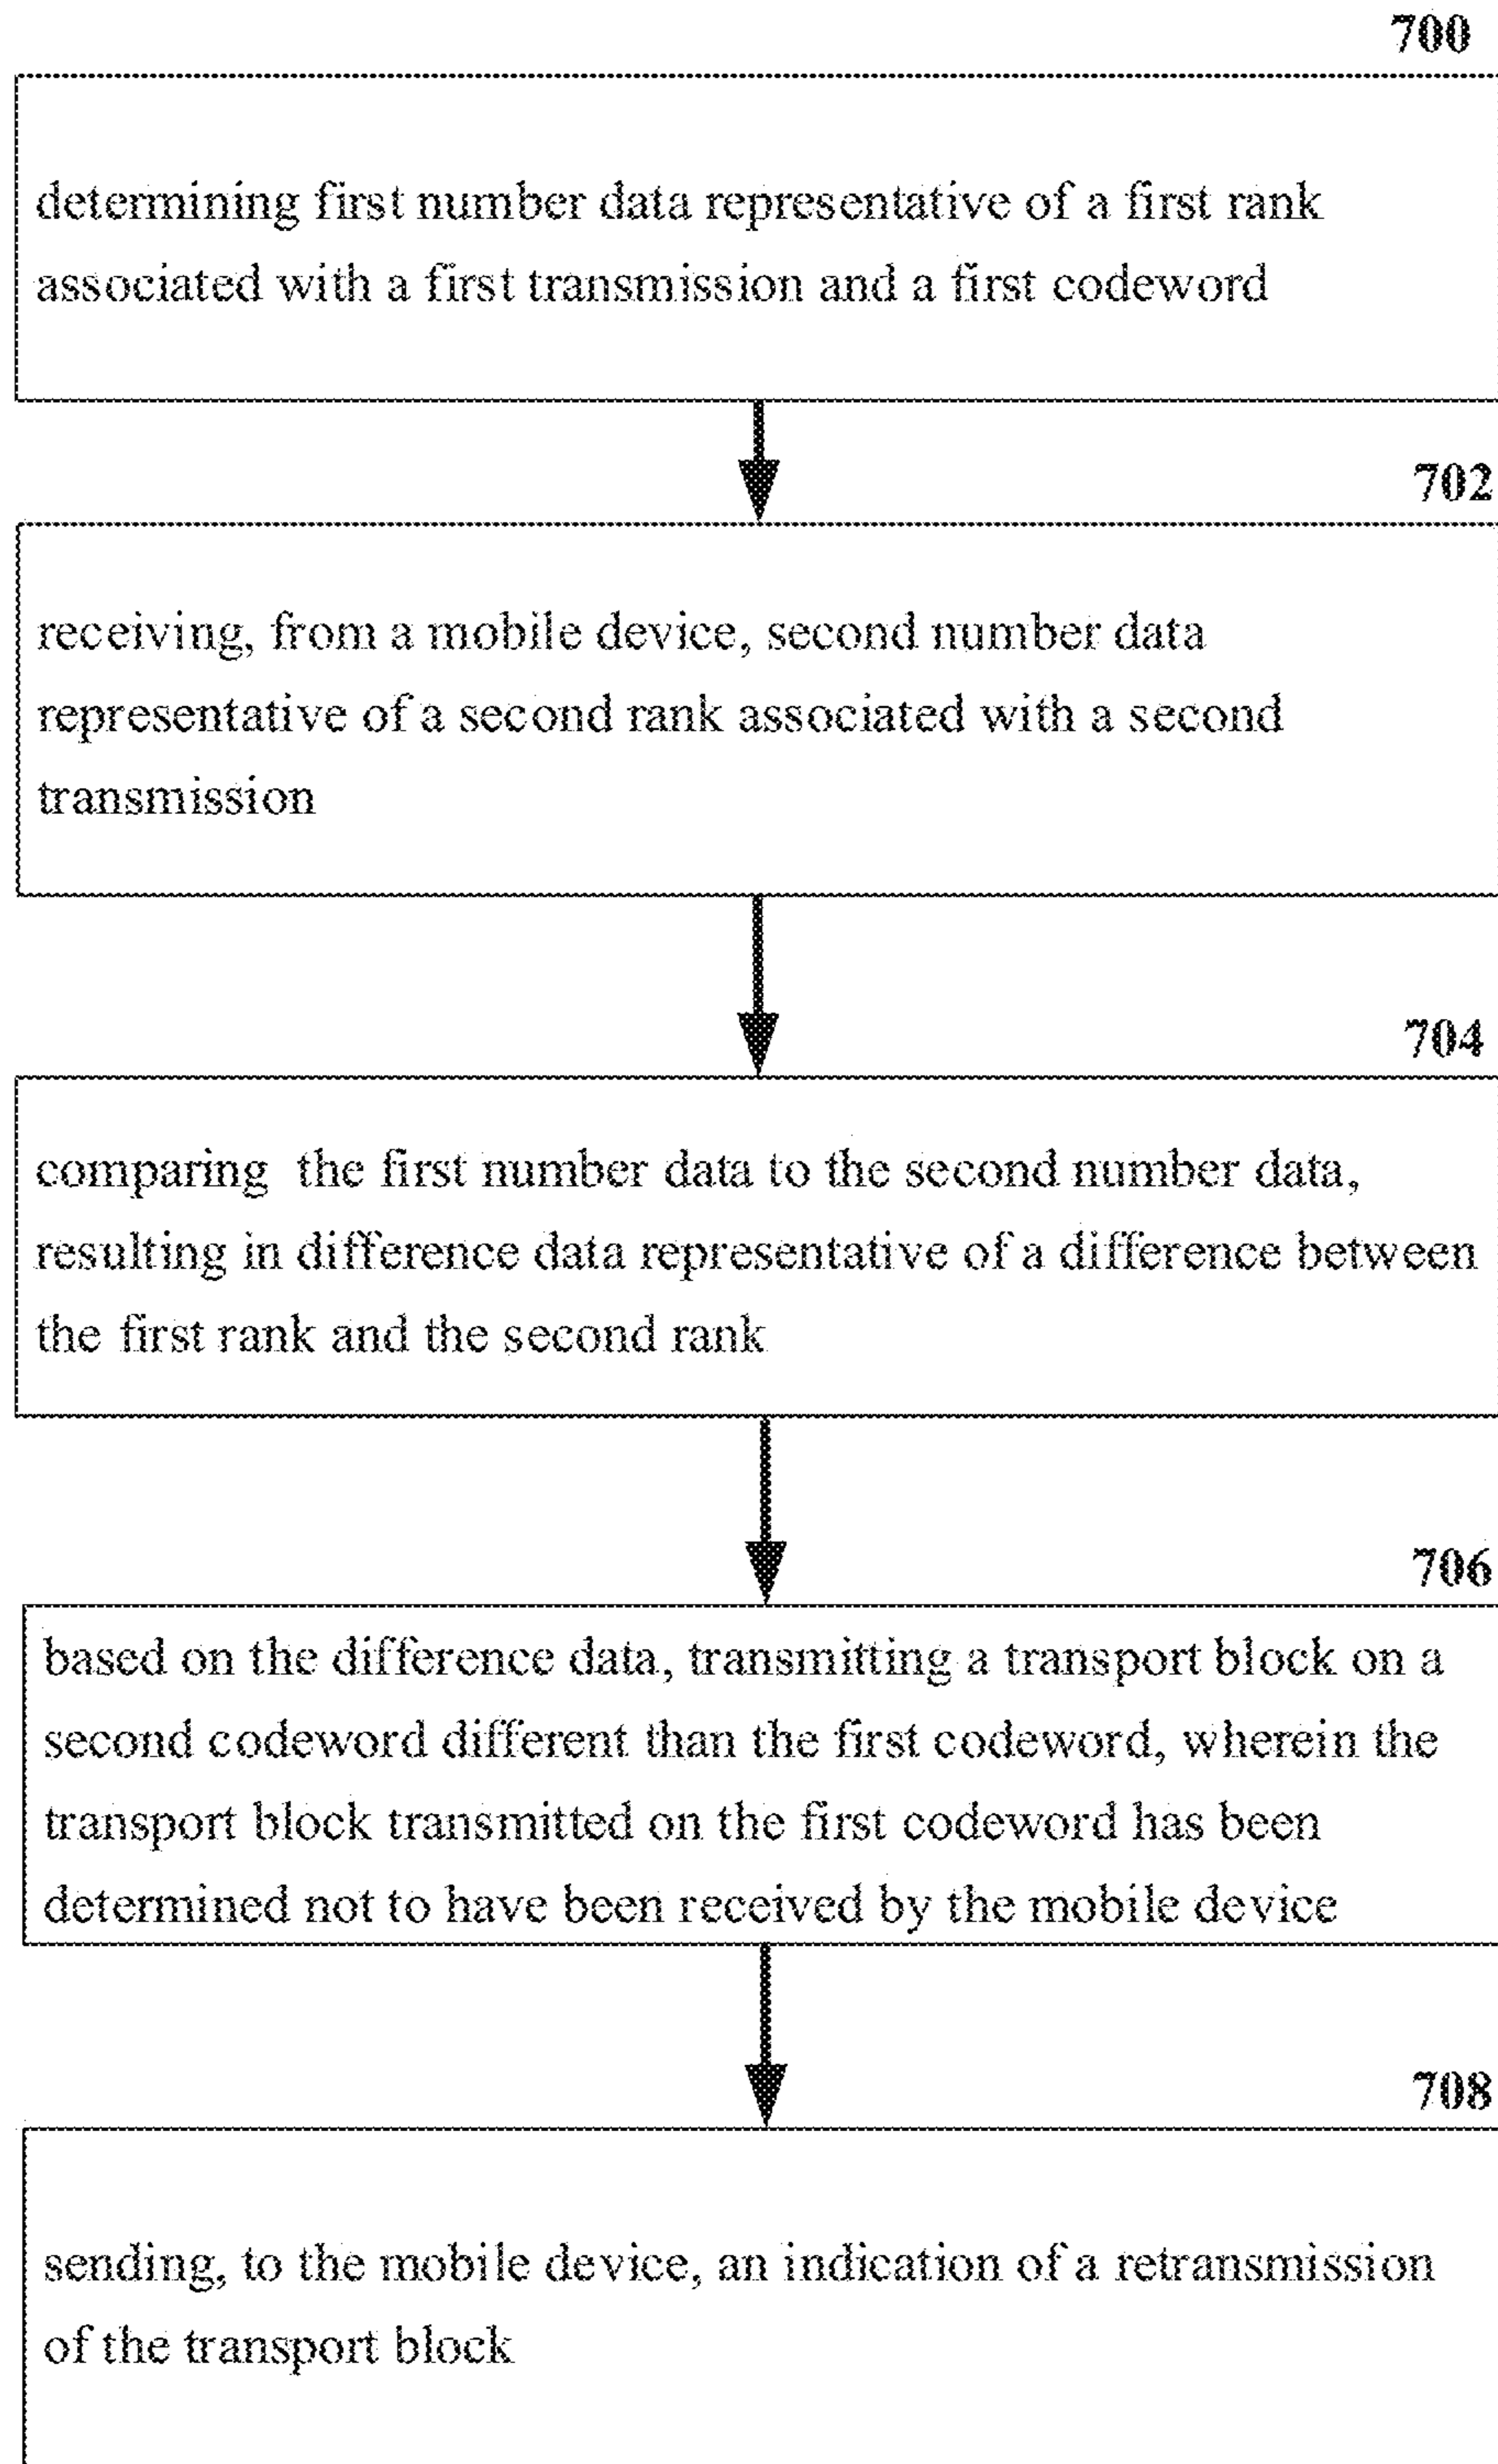 700
determining first number data representative of a first rank
associated with a first transmission and a first codeword
702
receiving, from a mobile device, second number data
representative of a second rank associated with a second
transmission
704
comparing the first number data to the second number data,
resulting in difference data representative of a difference between
the first rank and the second rank
706
based on the difference data, transmitting a transport block on a
second codeword different than the first codeword, wherein the
transport block transmitted on the first codeword has been
determined not to have been received by the mobile device
708
sending, to the mobile device, an indication of a retransmission
of the transport block